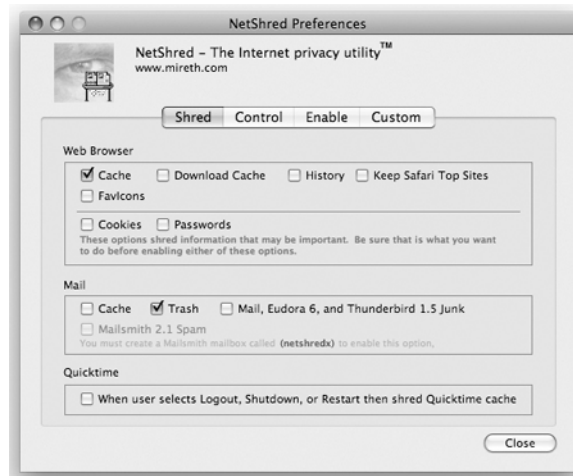 NetShred Preferences
NetShred – The Internet privacy utility™
www.mireth.com
Shred Control Enable Custom
Web Browser
Cache Download Cache History Keep Safari Top Sites
FavIcons
Cookies Passwords
These options shred information that may be important. Be sure that is what you want
to do before enabling either of these options.
Mail
Cache Trash Mail, Eudora 6, and Thunderbird 1.5 Junk
Mailsmith 2.1 Spam
You must create a Mailsmith mailbox called (netshredx) to enable this option.
Quicktime
When user selects Logout, Shutdown, or Restart then shred Quicktime cache
Close